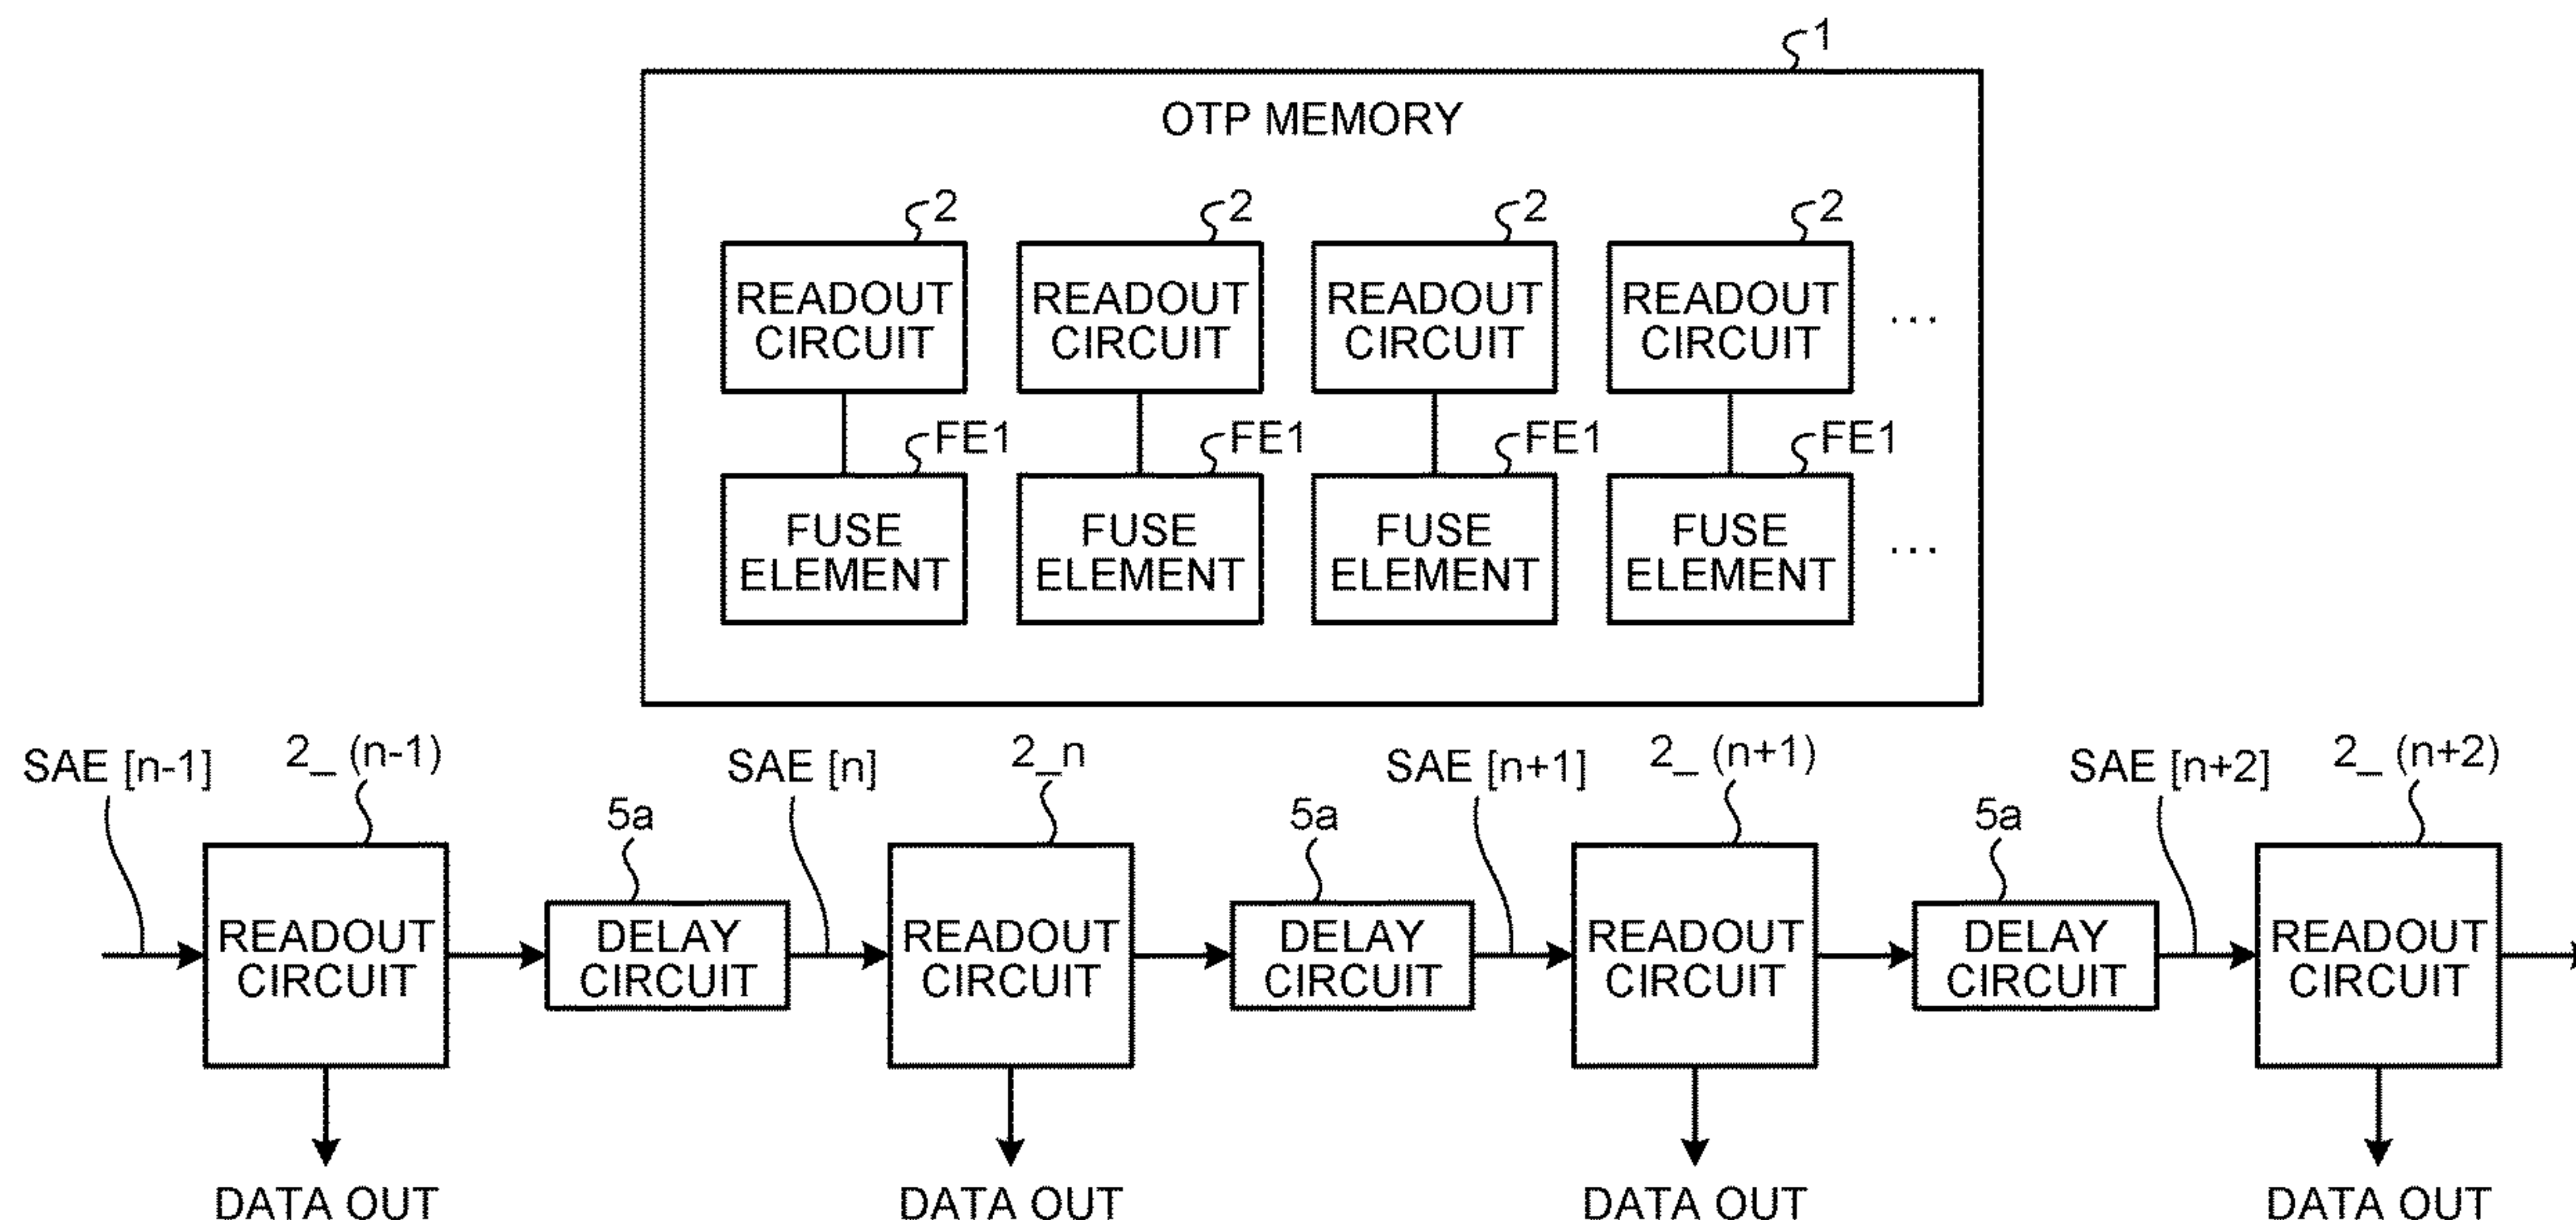 1
OTP MEMORY
2 2 2 2
READOUT CIRCUIT READOUT CIRCUIT READOUT CIRCUIT READOUT CIRCUIT ...
FE1 FE1 FE1 FE1
FUSE ELEMENT FUSE ELEMENT FUSE ELEMENT FUSE ELEMENT ...
SAE [n-1] 2_ (n-1) SAE [n] 2_n SAE [n+1] 2_ (n+1) SAE [n+2] 2_ (n+2)
5a 5a 5a
READOUT CIRCUIT DELAY CIRCUIT READOUT CIRCUIT DELAY CIRCUIT READOUT CIRCUIT DELAY CIRCUIT READOUT CIRCUIT
DATA OUT DATA OUT DATA OUT DATA OUT